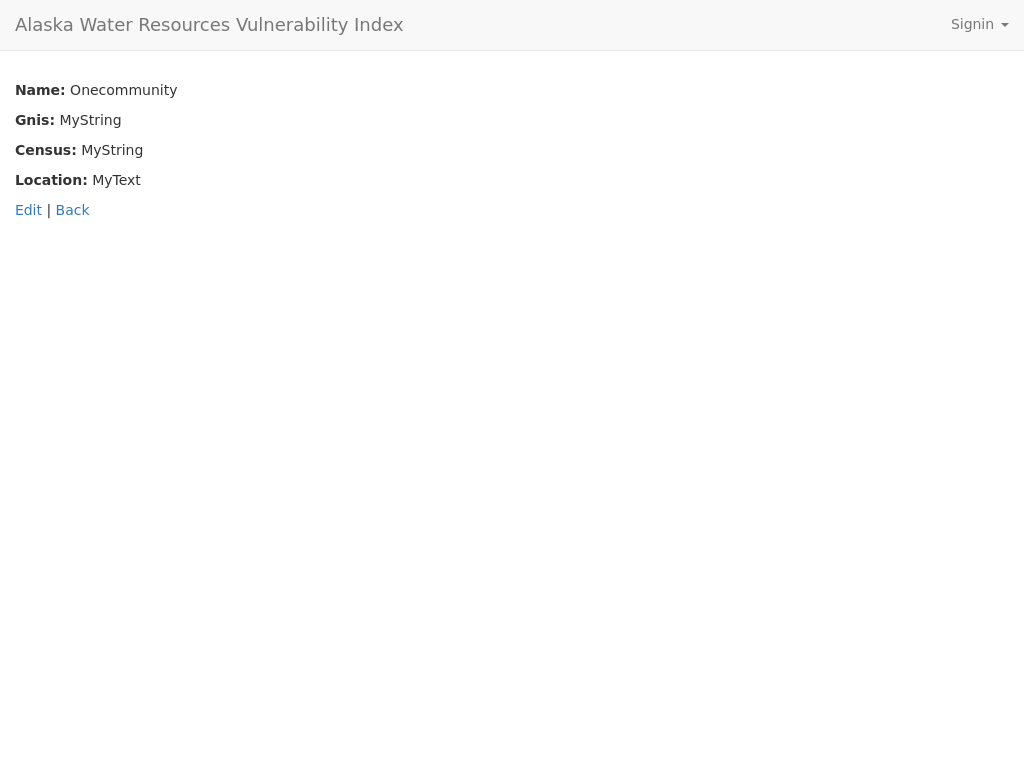 Alaska Water Resources Vulnerability Index
Signin
Name: Onecommunity
Gnis: MyString
Census: MyString
Location: MyText
Edit | Back